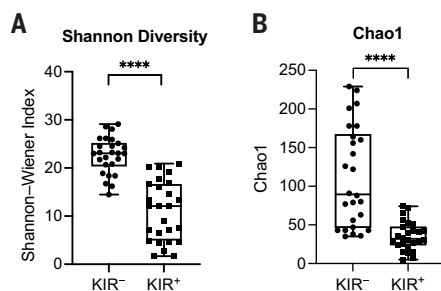 A
Shannon Diversity
****
Shannon–Wiener Index
40
30
20
10
0
KIR⁻
KIR⁺
B
Chao1
****
Chao1
250
200
150
100
50
0
KIR⁻
KIR⁺